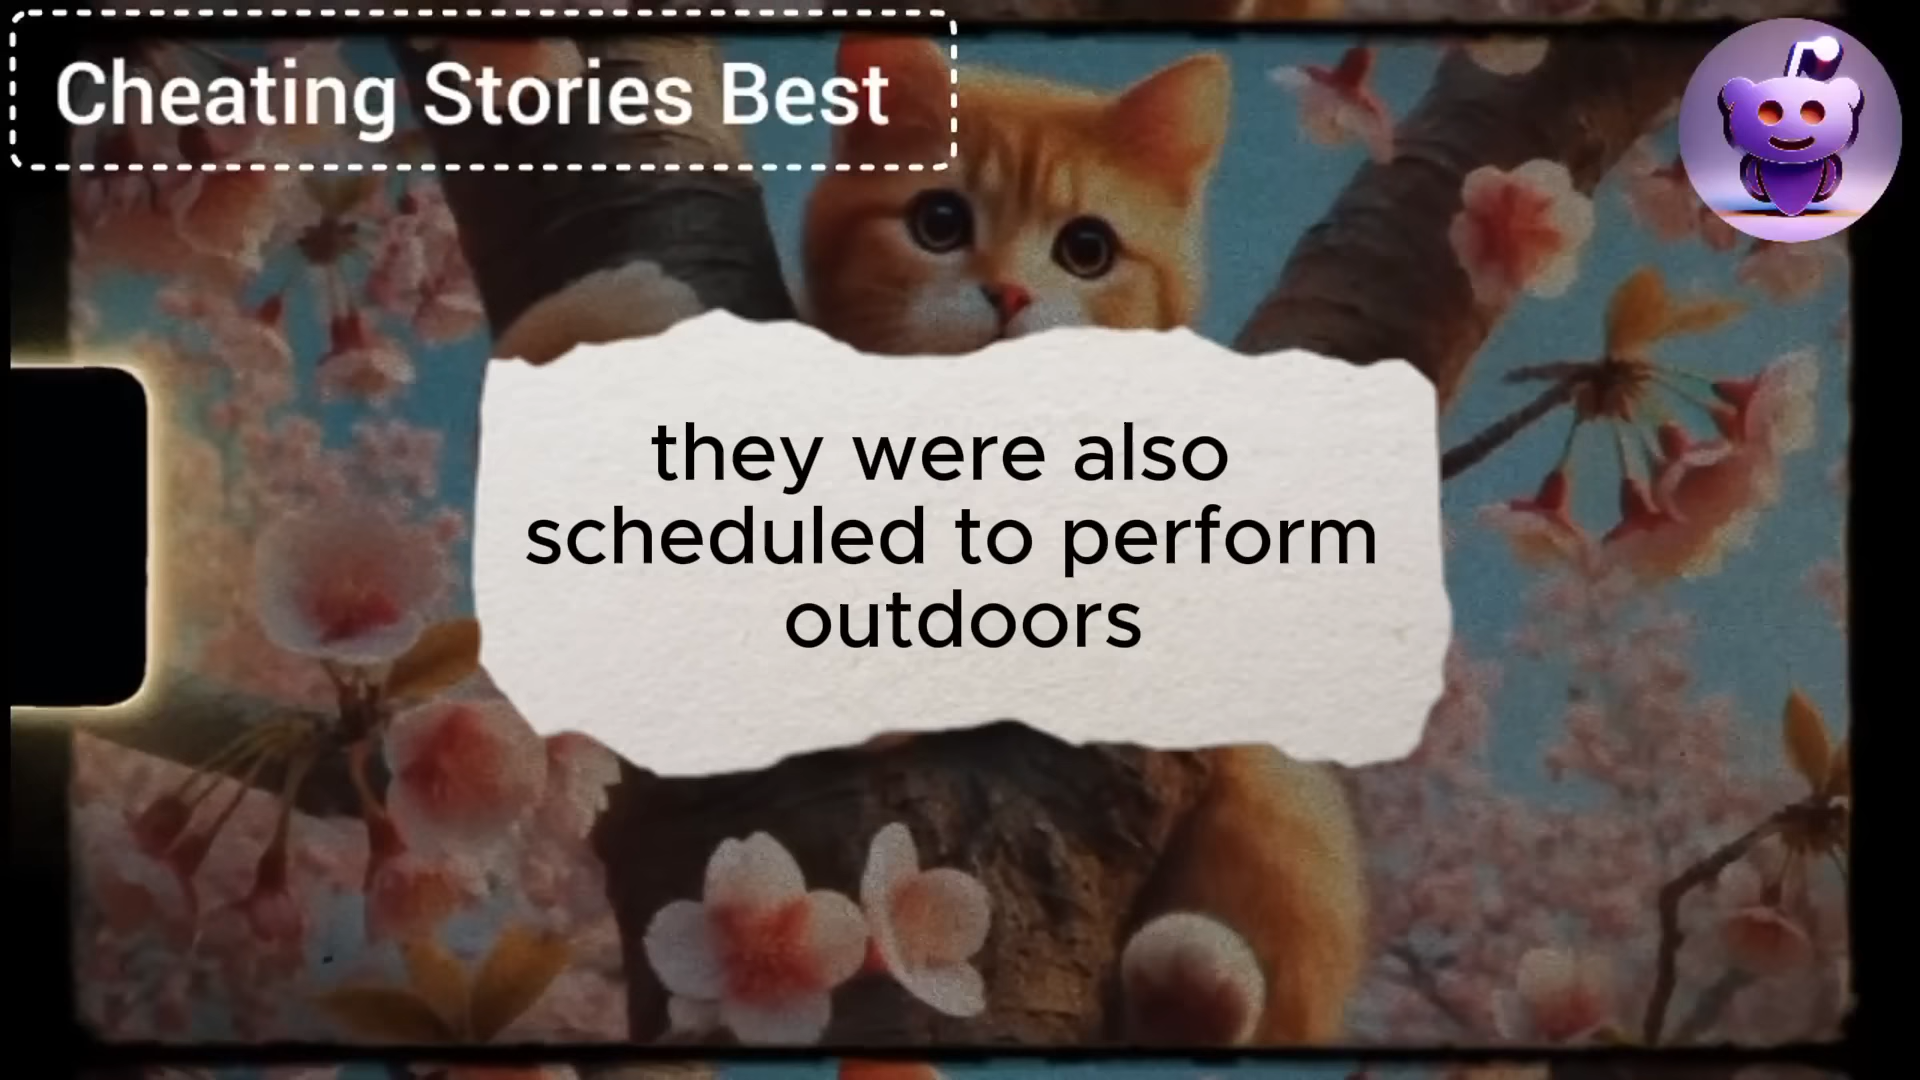 Cheating Stories Best
they were also
scheduled to perform
outdoors